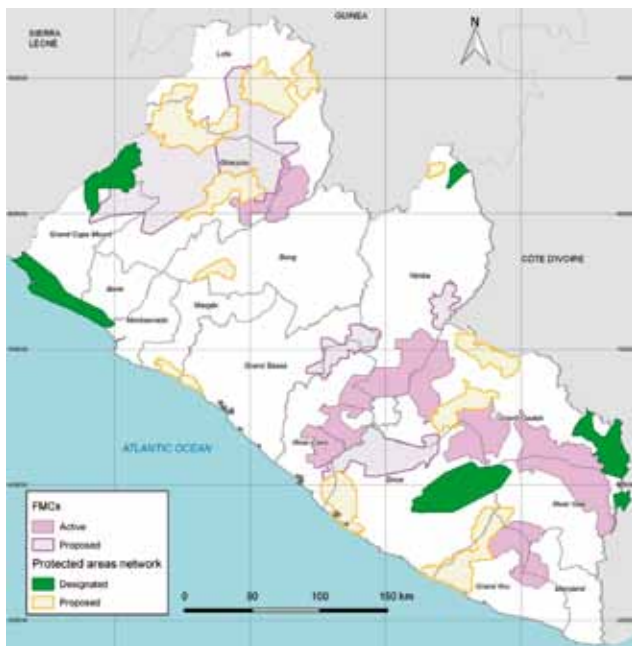 GUINEA
SIERRA
LEONE
N
Lofa
Gbarpolu
Grand Cape Mount
Bong
CÔTE D'IVOIRE
Nimba
Bomi
Margibi
Montserrado
Grand Bassa
Grand Gedeh
ATLANTIC OCEAN
River Cess
Sinoe
River Gee
Grand Kru
Maryland
FMCs
Active
Proposed
Protected areas network
Designated
Proposed
0 50 100 150 km